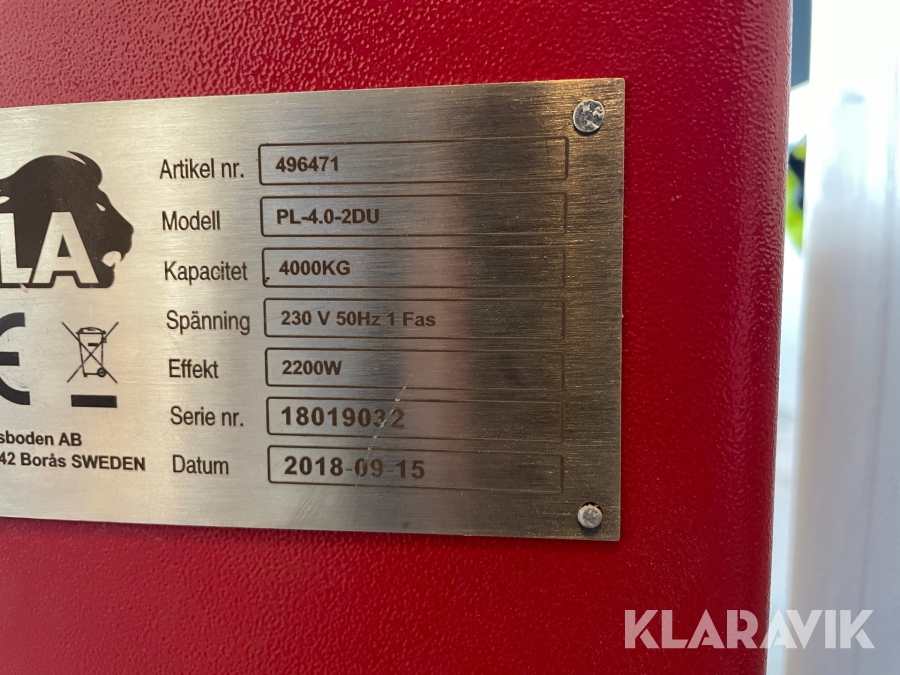 LA
Artikel nr. 496471
Modell PL-4.0-2DU
Kapacitet 4000KG
Spänning 230 V 50Hz 1 Fas
Effekt 2200W
Serie nr. 18019032
Datum 2018-09-15
sboden AB
42 Borås SWEDEN
KLARAVIK